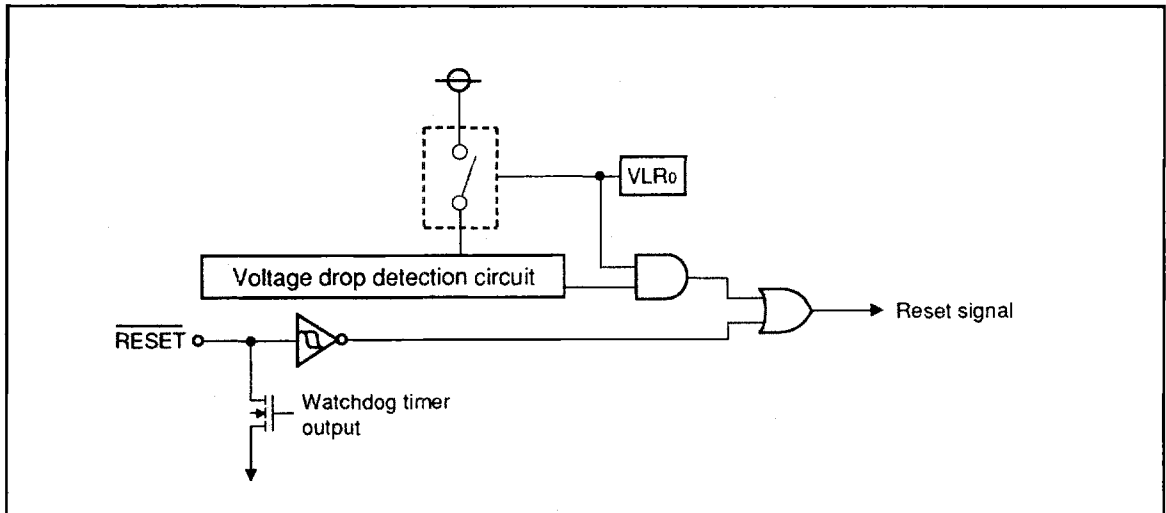 VLR₀
Voltage drop detection circuit
Reset signal
RESET
Watchdog timer
output